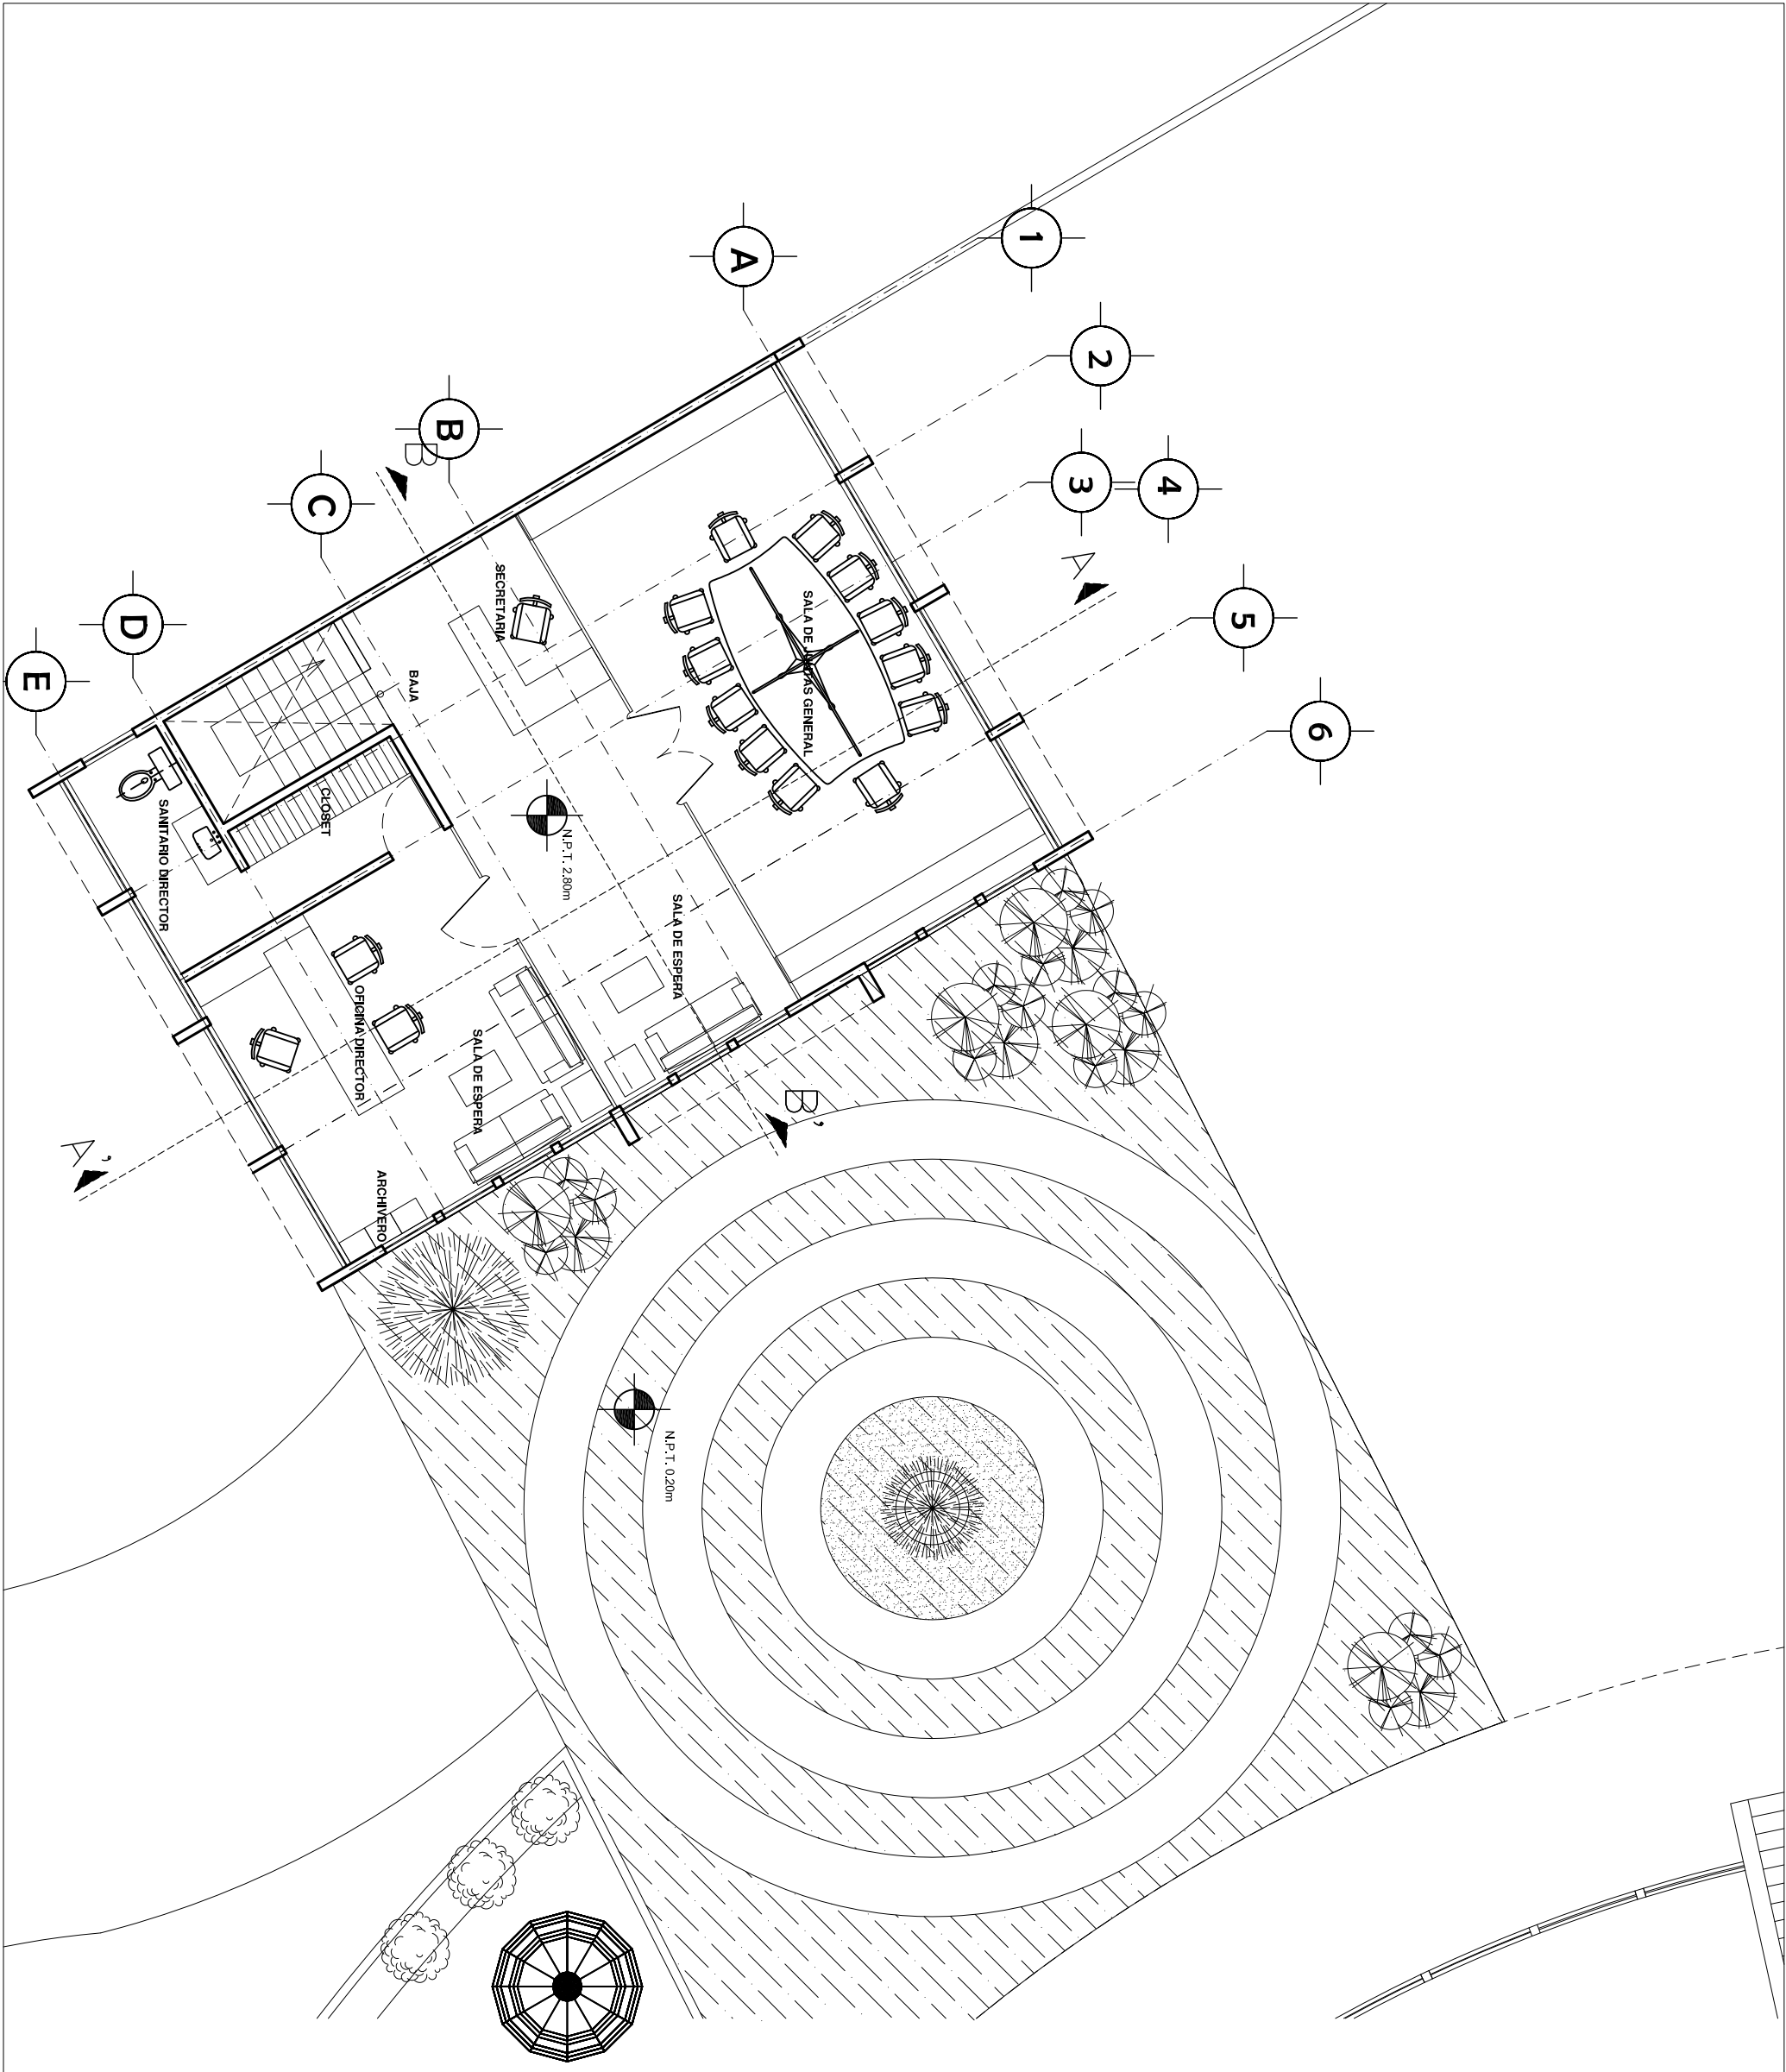 1
A
2
B
B
3
4
C
A
SECRETARIA
SALA DE JUNTAS GENERAL
5
D
E
BAJA
6
CLOSET
SANITARIO DIRECTOR
N.P.T. 2.80m
SALA DE ESPERA
OFICINA DIRECTOR
SALA DE ESPERA
B'
A'
ARCHIVERO
N.P.T. 0.20m